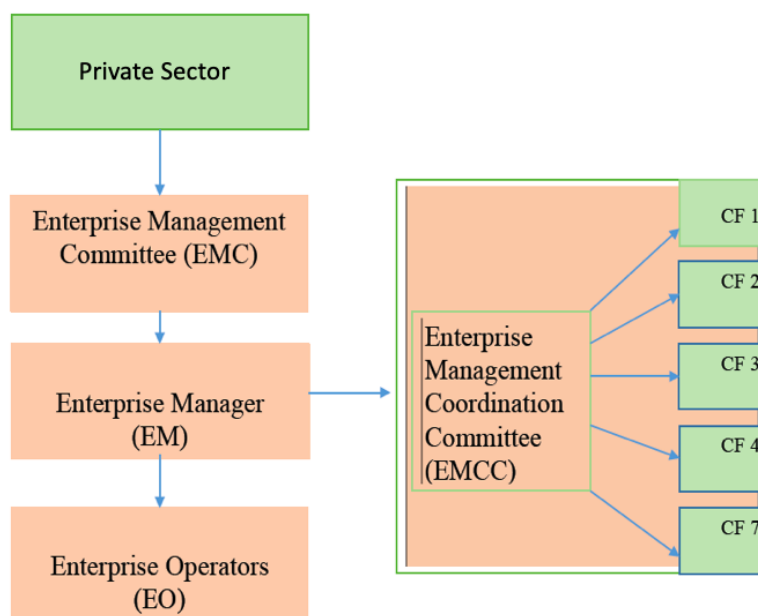 Private Sector
Enterprise Management
Committee (EMC)
Enterprise Manager
(EM)
Enterprise Operators
(EO)
Enterprise
Management
Coordination
Committee
(EMCC)
CF 1
CF 2
CF 3
CF 4
CF 7